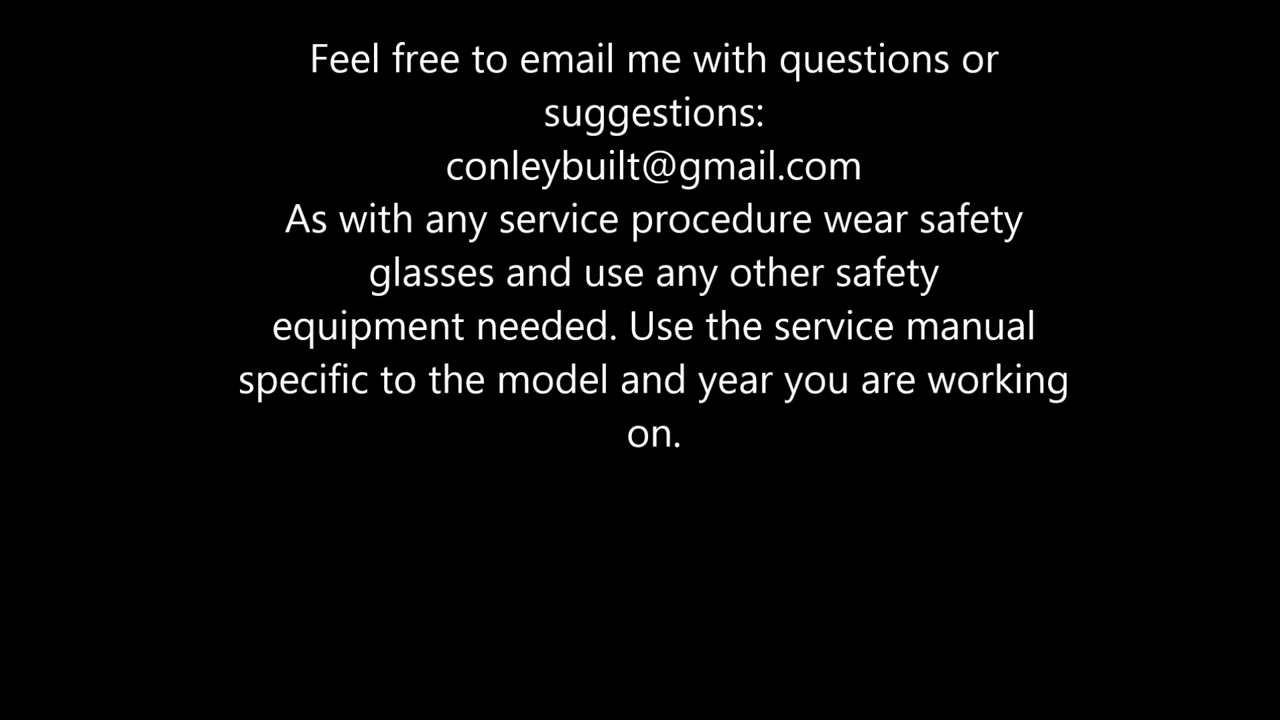 Feel free to email me with questions or
suggestions:
conleybuilt@gmail.com
As with any service procedure wear safety
glasses and use any other safety
equipment needed. Use the service manual
specific to the model and year you are working
on.